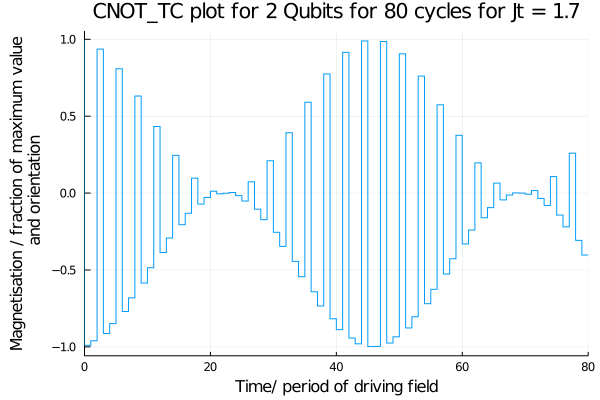 CNOT_TC plot for 2 Qubits for 80 cycles for Jt = 1.7
Magnetisation / fraction of maximum value
and orientation
1.0
0.5
0.0
−0.5
−1.0
0
20
40
60
80
Time/ period of driving field